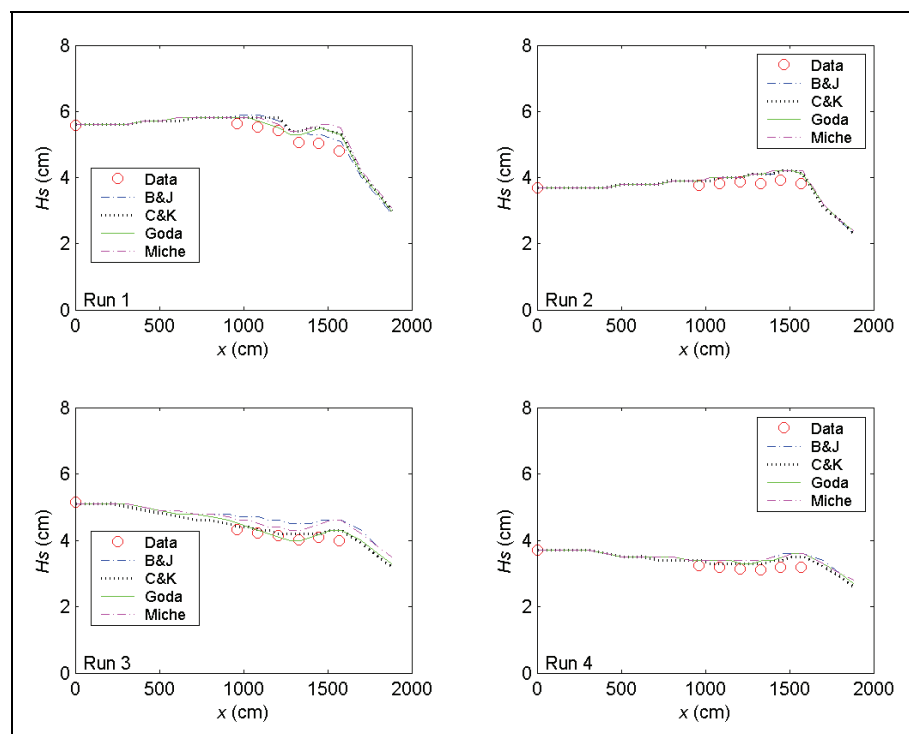 8
6
4
2
0
Hs (cm)
Data
B&J
C&K
Goda
Miche
Run 1
0 500 1000 1500 2000
x (cm)
8
6
4
2
0
Hs (cm)
Data
B&J
C&K
Goda
Miche
Run 2
0 500 1000 1500 2000
x (cm)
8
6
4
2
0
Hs (cm)
Data
B&J
C&K
Goda
Miche
Run 3
0 500 1000 1500 2000
x (cm)
8
6
4
2
0
Hs (cm)
Data
B&J
C&K
Goda
Miche
Run 4
0 500 1000 1500 2000
x (cm)